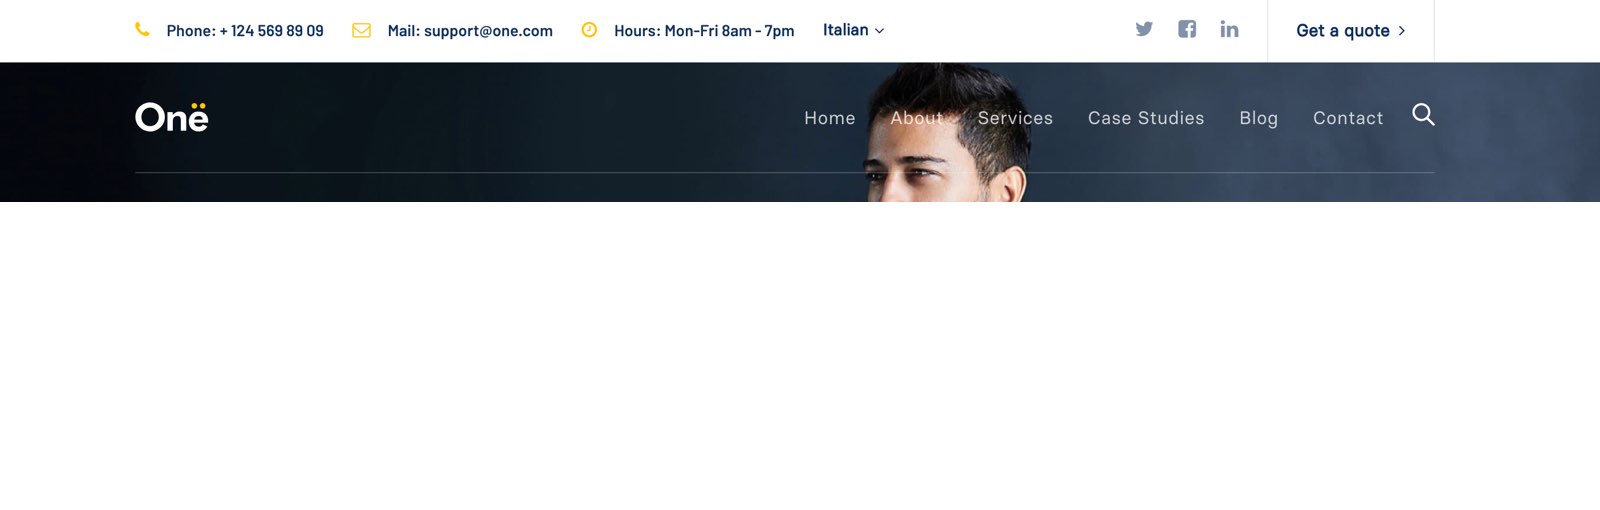 Phone: + 124 569 89 09 Mail: support@one.com Hours: Mon-Fri 8am - 7pm Italian Get a quote
Onë Home About Services Case Studies Blog Contact